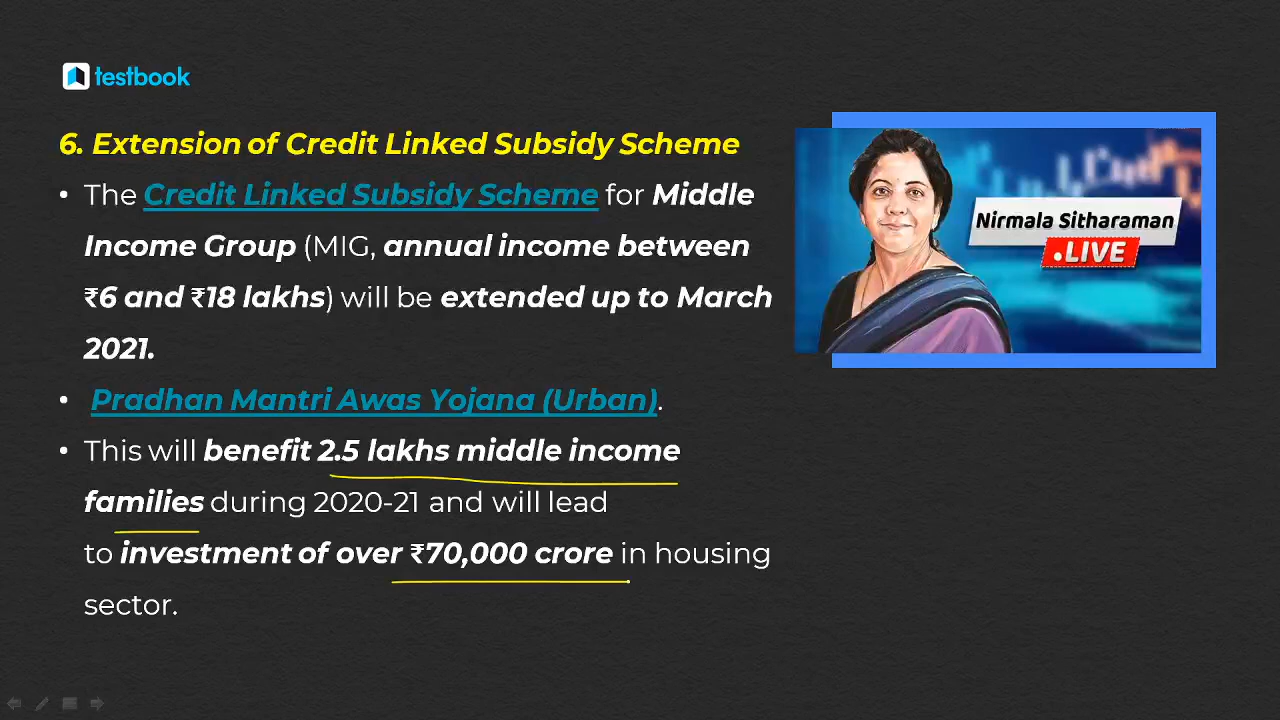 testbook
6. Extension of Credit Linked Subsidy Scheme
• The Credit Linked Subsidy Scheme for Middle
Income Group (MIG, annual income between
₹6 and ₹18 lakhs) will be extended up to March
2021.
• Pradhan Mantri Awas Yojana (Urban).
• This will benefit 2.5 lakhs middle income
families during 2020-21 and will lead
to investment of over ₹70,000 crore in housing
sector.
Nirmala Sitharaman
•LIVE